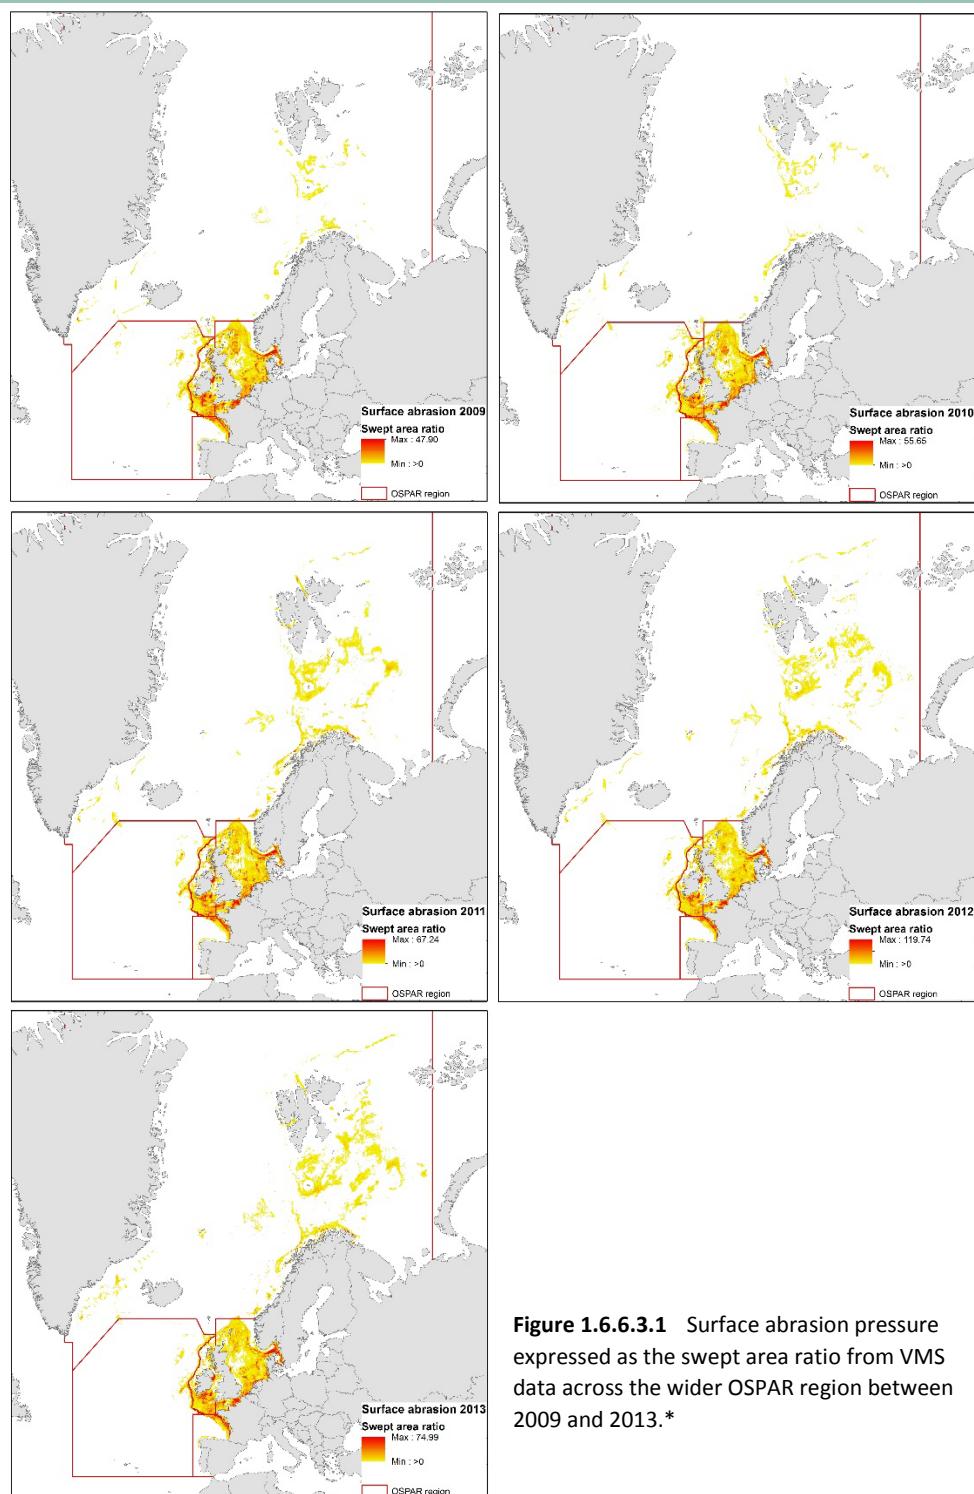 Surface abrasion 2009
Swept area ratio
Max : 47.90
Min : >0
OSPAR region
Surface abrasion 2010
Swept area ratio
Max : 55.65
Min : >0
OSPAR region
Surface abrasion 2011
Swept area ratio
Max : 67.24
Min : >0
OSPAR region
Surface abrasion 2012
Swept area ratio
Max : 119.74
Min : >0
OSPAR region
Surface abrasion 2013
Swept area ratio
Max : 74.99
Min : >0
OSPAR region
Figure 1.6.6.3.1 Surface abrasion pressure
expressed as the swept area ratio from VMS
data across the wider OSPAR region between
2009 and 2013.*